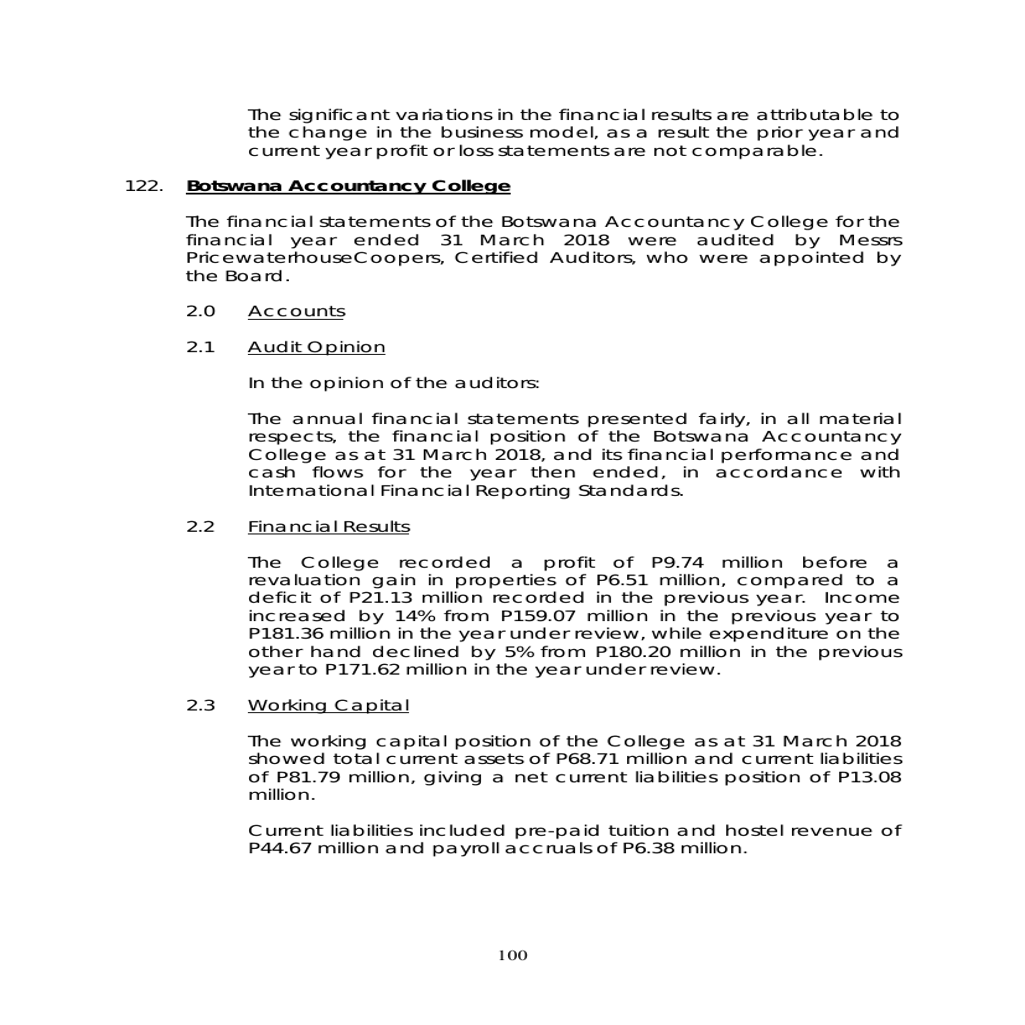 The significant variations in the financial results are attributable to
the change in the business model, as a result the prior year and
current year profit or loss statements are not comparable.
122. Botswana Accountancy College
The financial statements of the Botswana Accountancy College for the
financial year ended 31 March 2018 were audited by Messrs
PricewaterhouseCoopers, Certified Auditors, who were appointed by
the Board.
2.0 Accounts
2.1 Audit Opinion
In the opinion of the auditors:
The annual financial statements presented fairly, in all material
respects, the financial position of the Botswana Accountancy
College as at 31 March 2018, and its financial performance and
cash flows for the year then ended, in accordance with
International Financial Reporting Standards.
2.2 Financial Results
The College recorded a profit of P9.74 million before a
revaluation gain in properties of P6.51 million, compared to a
deficit of P21.13 million recorded in the previous year. Income
increased by 14% from P159.07 million in the previous year to
P181.36 million in the year under review, while expenditure on the
other hand declined by 5% from P180.20 million in the previous
year to P171.62 million in the year under review.
2.3 Working Capital
The working capital position of the College as at 31 March 2018
showed total current assets of P68.71 million and current liabilities
of P81.79 million, giving a net current liabilities position of P13.08
million.
Current liabilities included pre-paid tuition and hostel revenue of
P44.67 million and payroll accruals of P6.38 million.
100